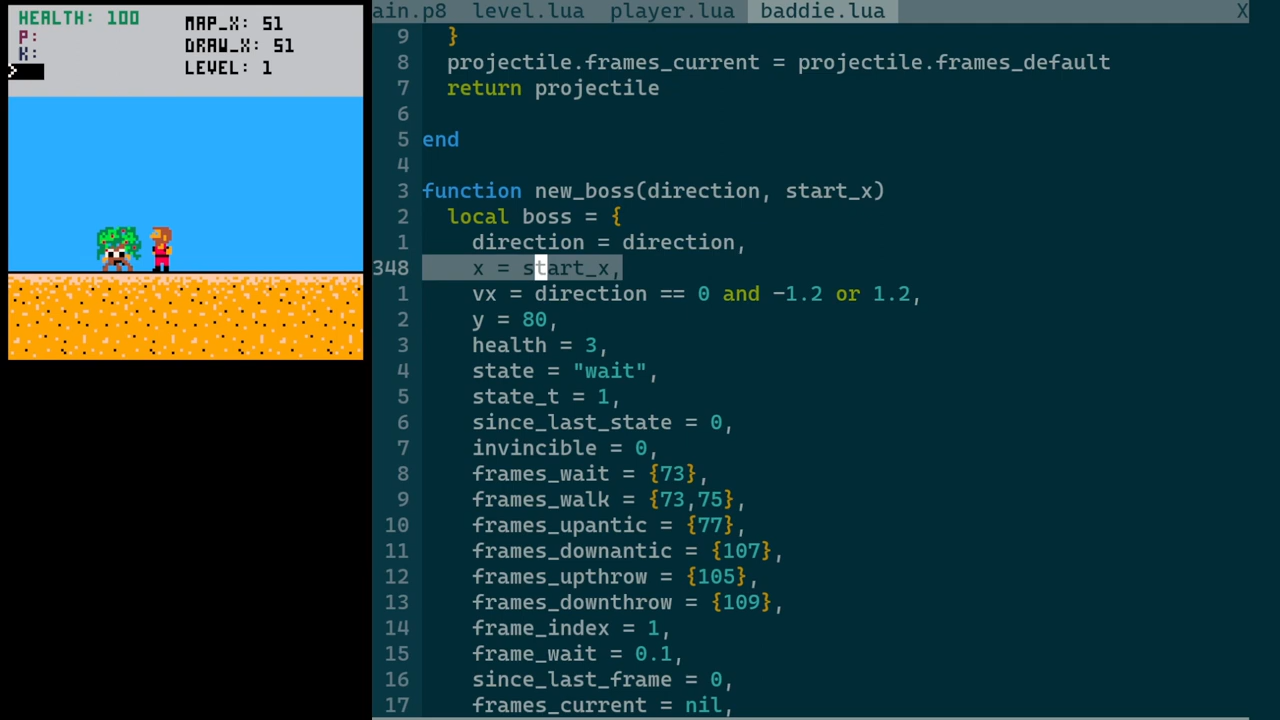 HEALTH: 100
P:
K:
>
MAP_X: 51
DRAW_X: 51
LEVEL: 1
ain.p8 level.lua player.lua baddie.lua X
9 }
8 projectile.frames_current = projectile.frames_default
7 return projectile
6
5 end
4
3 function new_boss(direction, start_x)
2 local boss = {
1 direction = direction,
348 x = start_x,
1 vx = direction == 0 and -1.2 or 1.2,
2 y = 80,
3 health = 3,
4 state = "wait",
5 state_t = 1,
6 since_last_state = 0,
7 invincible = 0,
8 frames_wait = {73},
9 frames_walk = {73,75},
10 frames_upantic = {77},
11 frames_downantic = {107},
12 frames_upthrow = {105},
13 frames_downthrow = {109},
14 frame_index = 1,
15 frame_wait = 0.1,
16 since_last_frame = 0,
17 frames_current = nil,